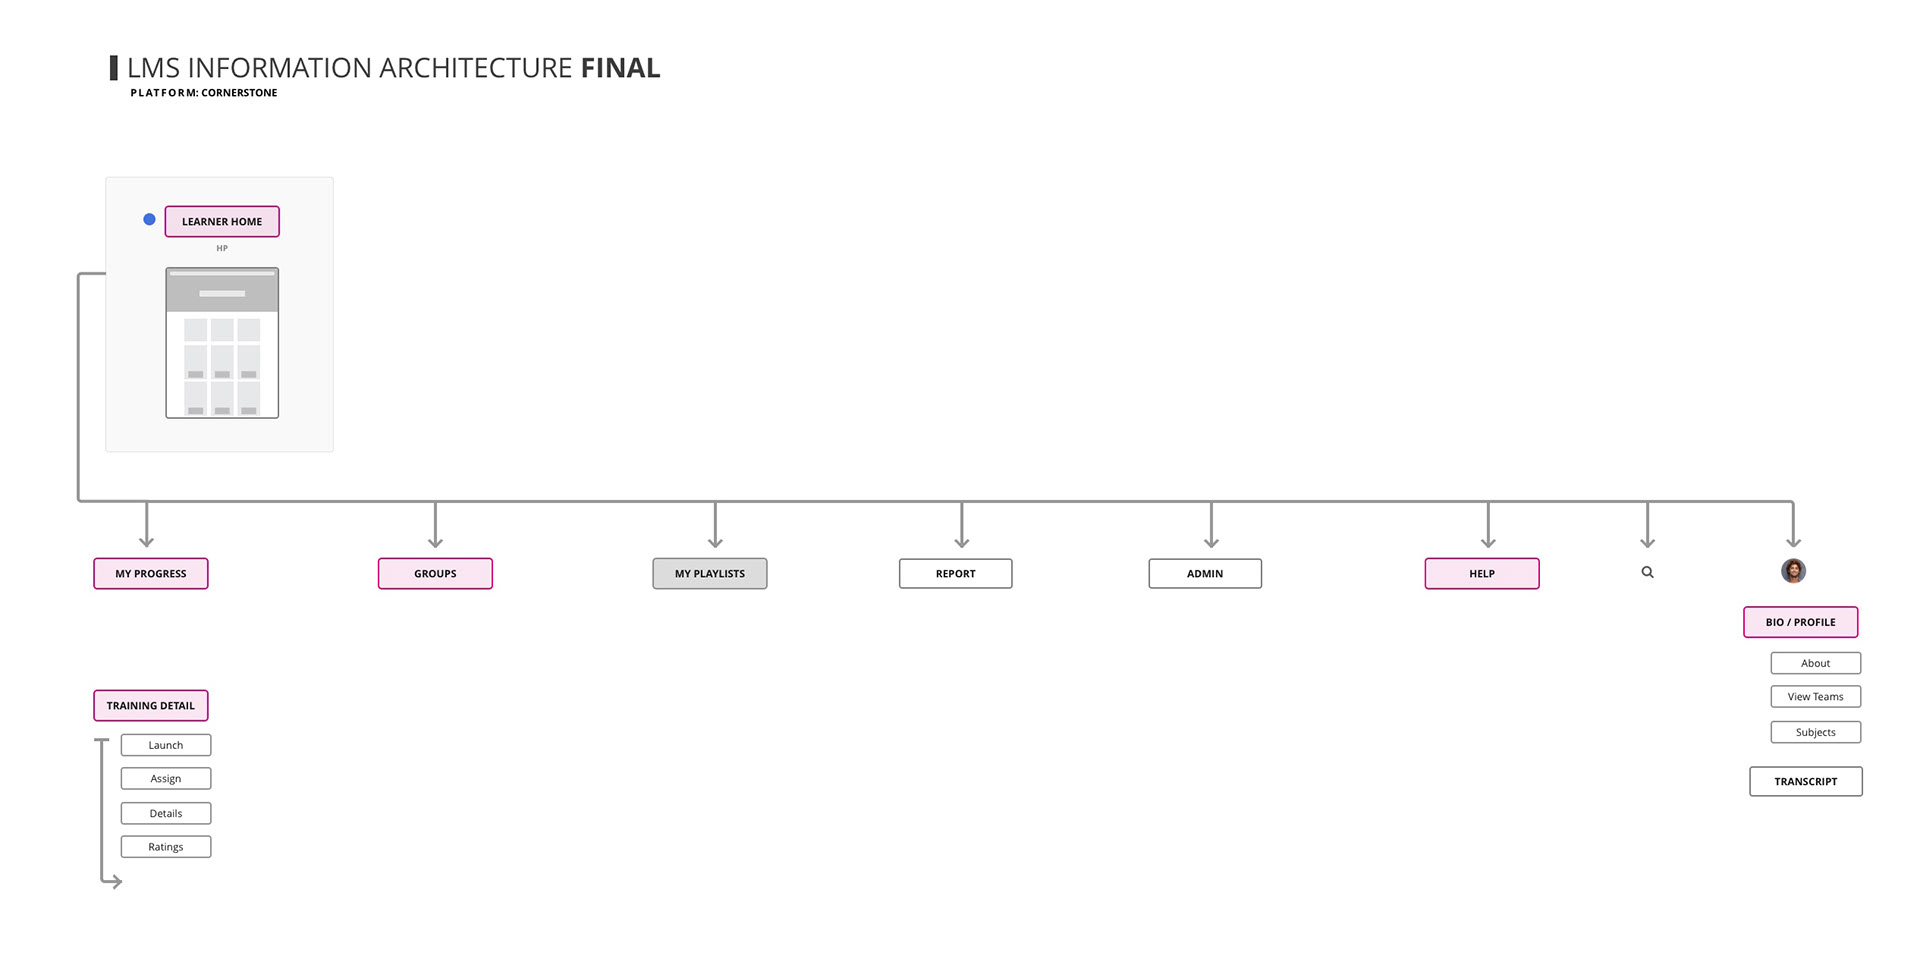 LMS INFORMATION ARCHITECTURE FINAL
PLATFORM: CORNERSTONE
LEARNER HOME
HP
MY PROGRESS
GROUPS
MY PLAYLISTS
REPORT
ADMIN
HELP
BIO / PROFILE
About
View Teams
Subjects
TRANSCRIPT
TRAINING DETAIL
Launch
Assign
Details
Ratings